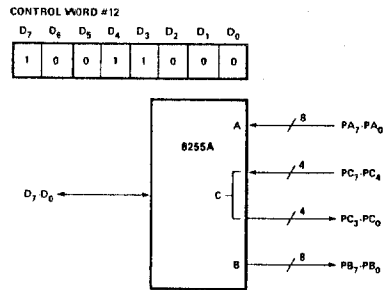 CONTROL WORD #12
D7 D6 D5 D4 D3 D2 D1 D0
1 0 0 1 1 0 0 0
8255A
A
8
PA7-PA0
4
PC7-PC4
C
D7-D0
4
PC3-PC0
B
8
PB7-PB0